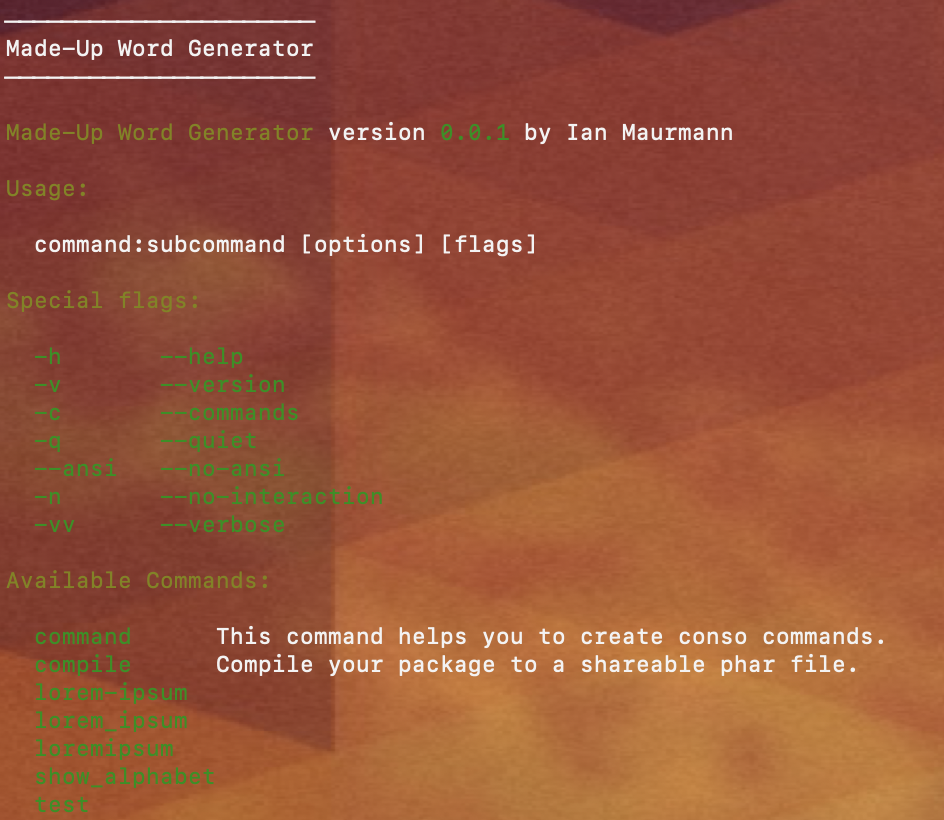 Made-Up Word Generator
Made-Up Word Generator version 0.0.1 by Ian Maurmann
Usage:
command:subcommand [options] [flags]
Special flags:
-h --help
-v --version
-c --commands
-q --quiet
--ansi --no-ansi
-n --no-interaction
-vv --verbose
Available Commands:
command This command helps you to create conso commands.
compile Compile your package to a shareable phar file.
lorem-ipsum
lorem_ipsum
loremipsum
show_alphabet
test